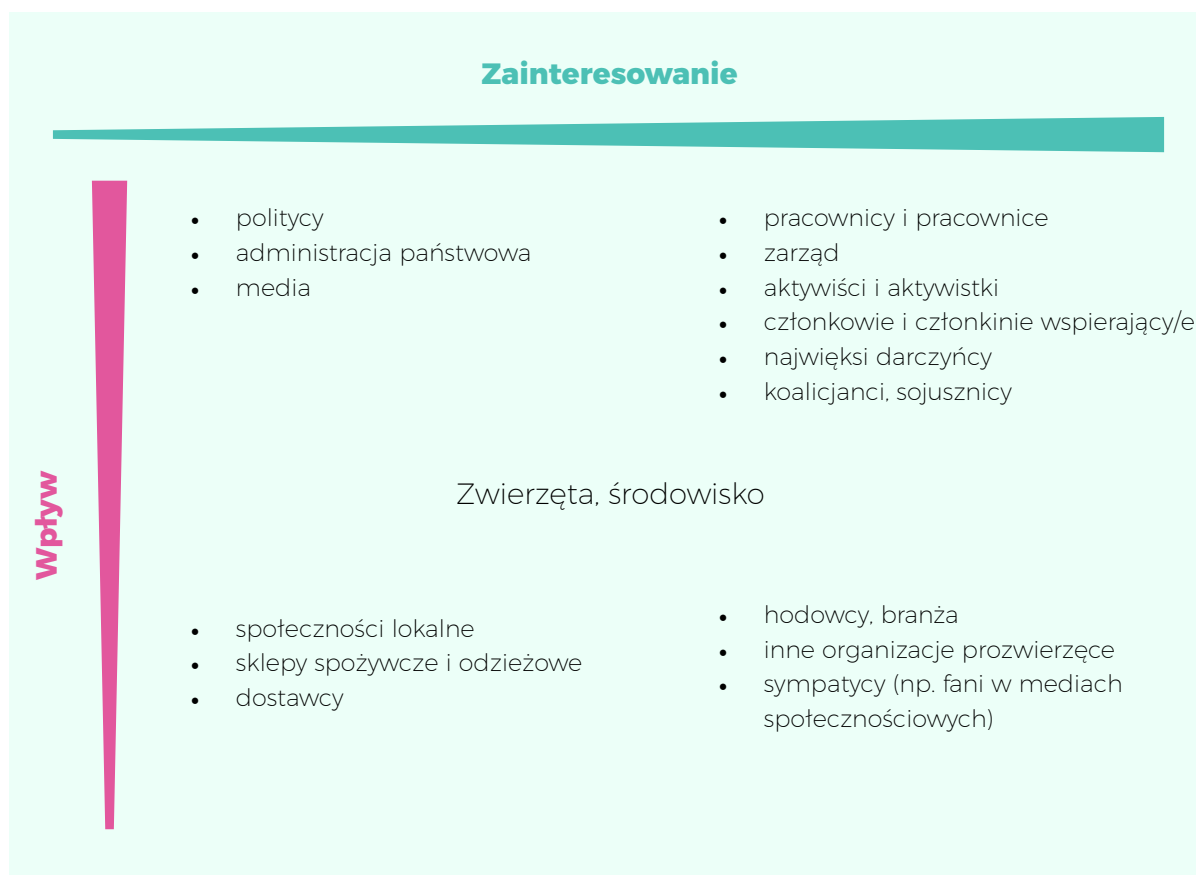 Zainteresowanie
Wpływ
• politycy
• administracja państwowa
• media
• pracownicy i pracownice
• zarząd
• aktywiści i aktywistki
• członkowie i członkinie wspierający/e
• najwięksi darczyńcy
• koalicjanci, sojusznicy
Zwierzęta, środowisko
• społeczności lokalne
• sklepy spożywcze i odzieżowe
• dostawcy
• hodowcy, branża
• inne organizacje prozwierzęce
• sympatycy (np. fani w mediach
społecznościowych)